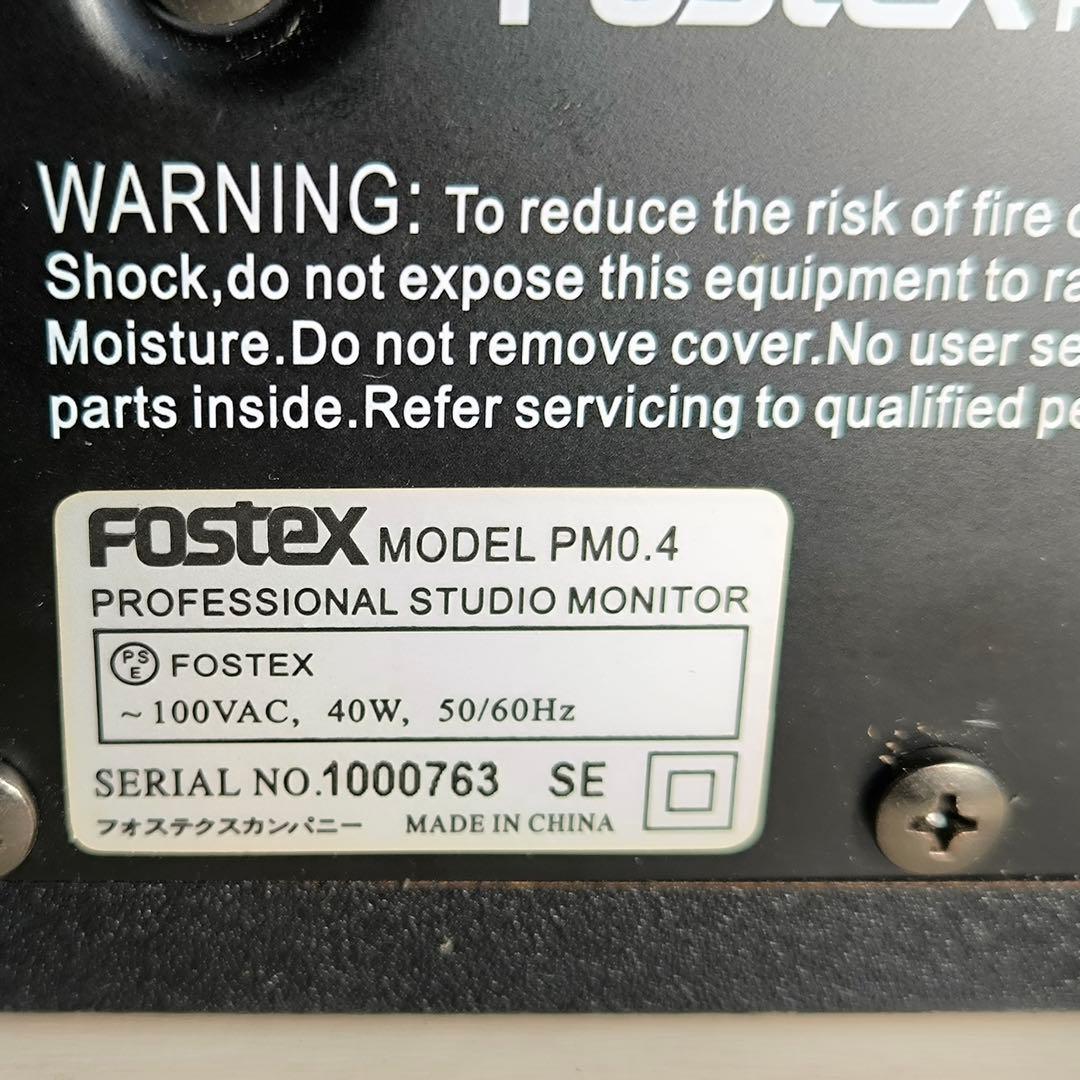 WARNING: To reduce the risk of fire
Shock,do not expose this equipment to
Moisture.Do not remove cover.No user
parts inside.Refer servicing to qualified
FOSTEX MODEL PM0.4
PROFESSIONAL STUDIO MONITOR
PSE FOSTEX
~100VAC, 40W, 50/60Hz
SERIAL NO.1000763 SE
フォステクスカンパニー MADE IN CHINA